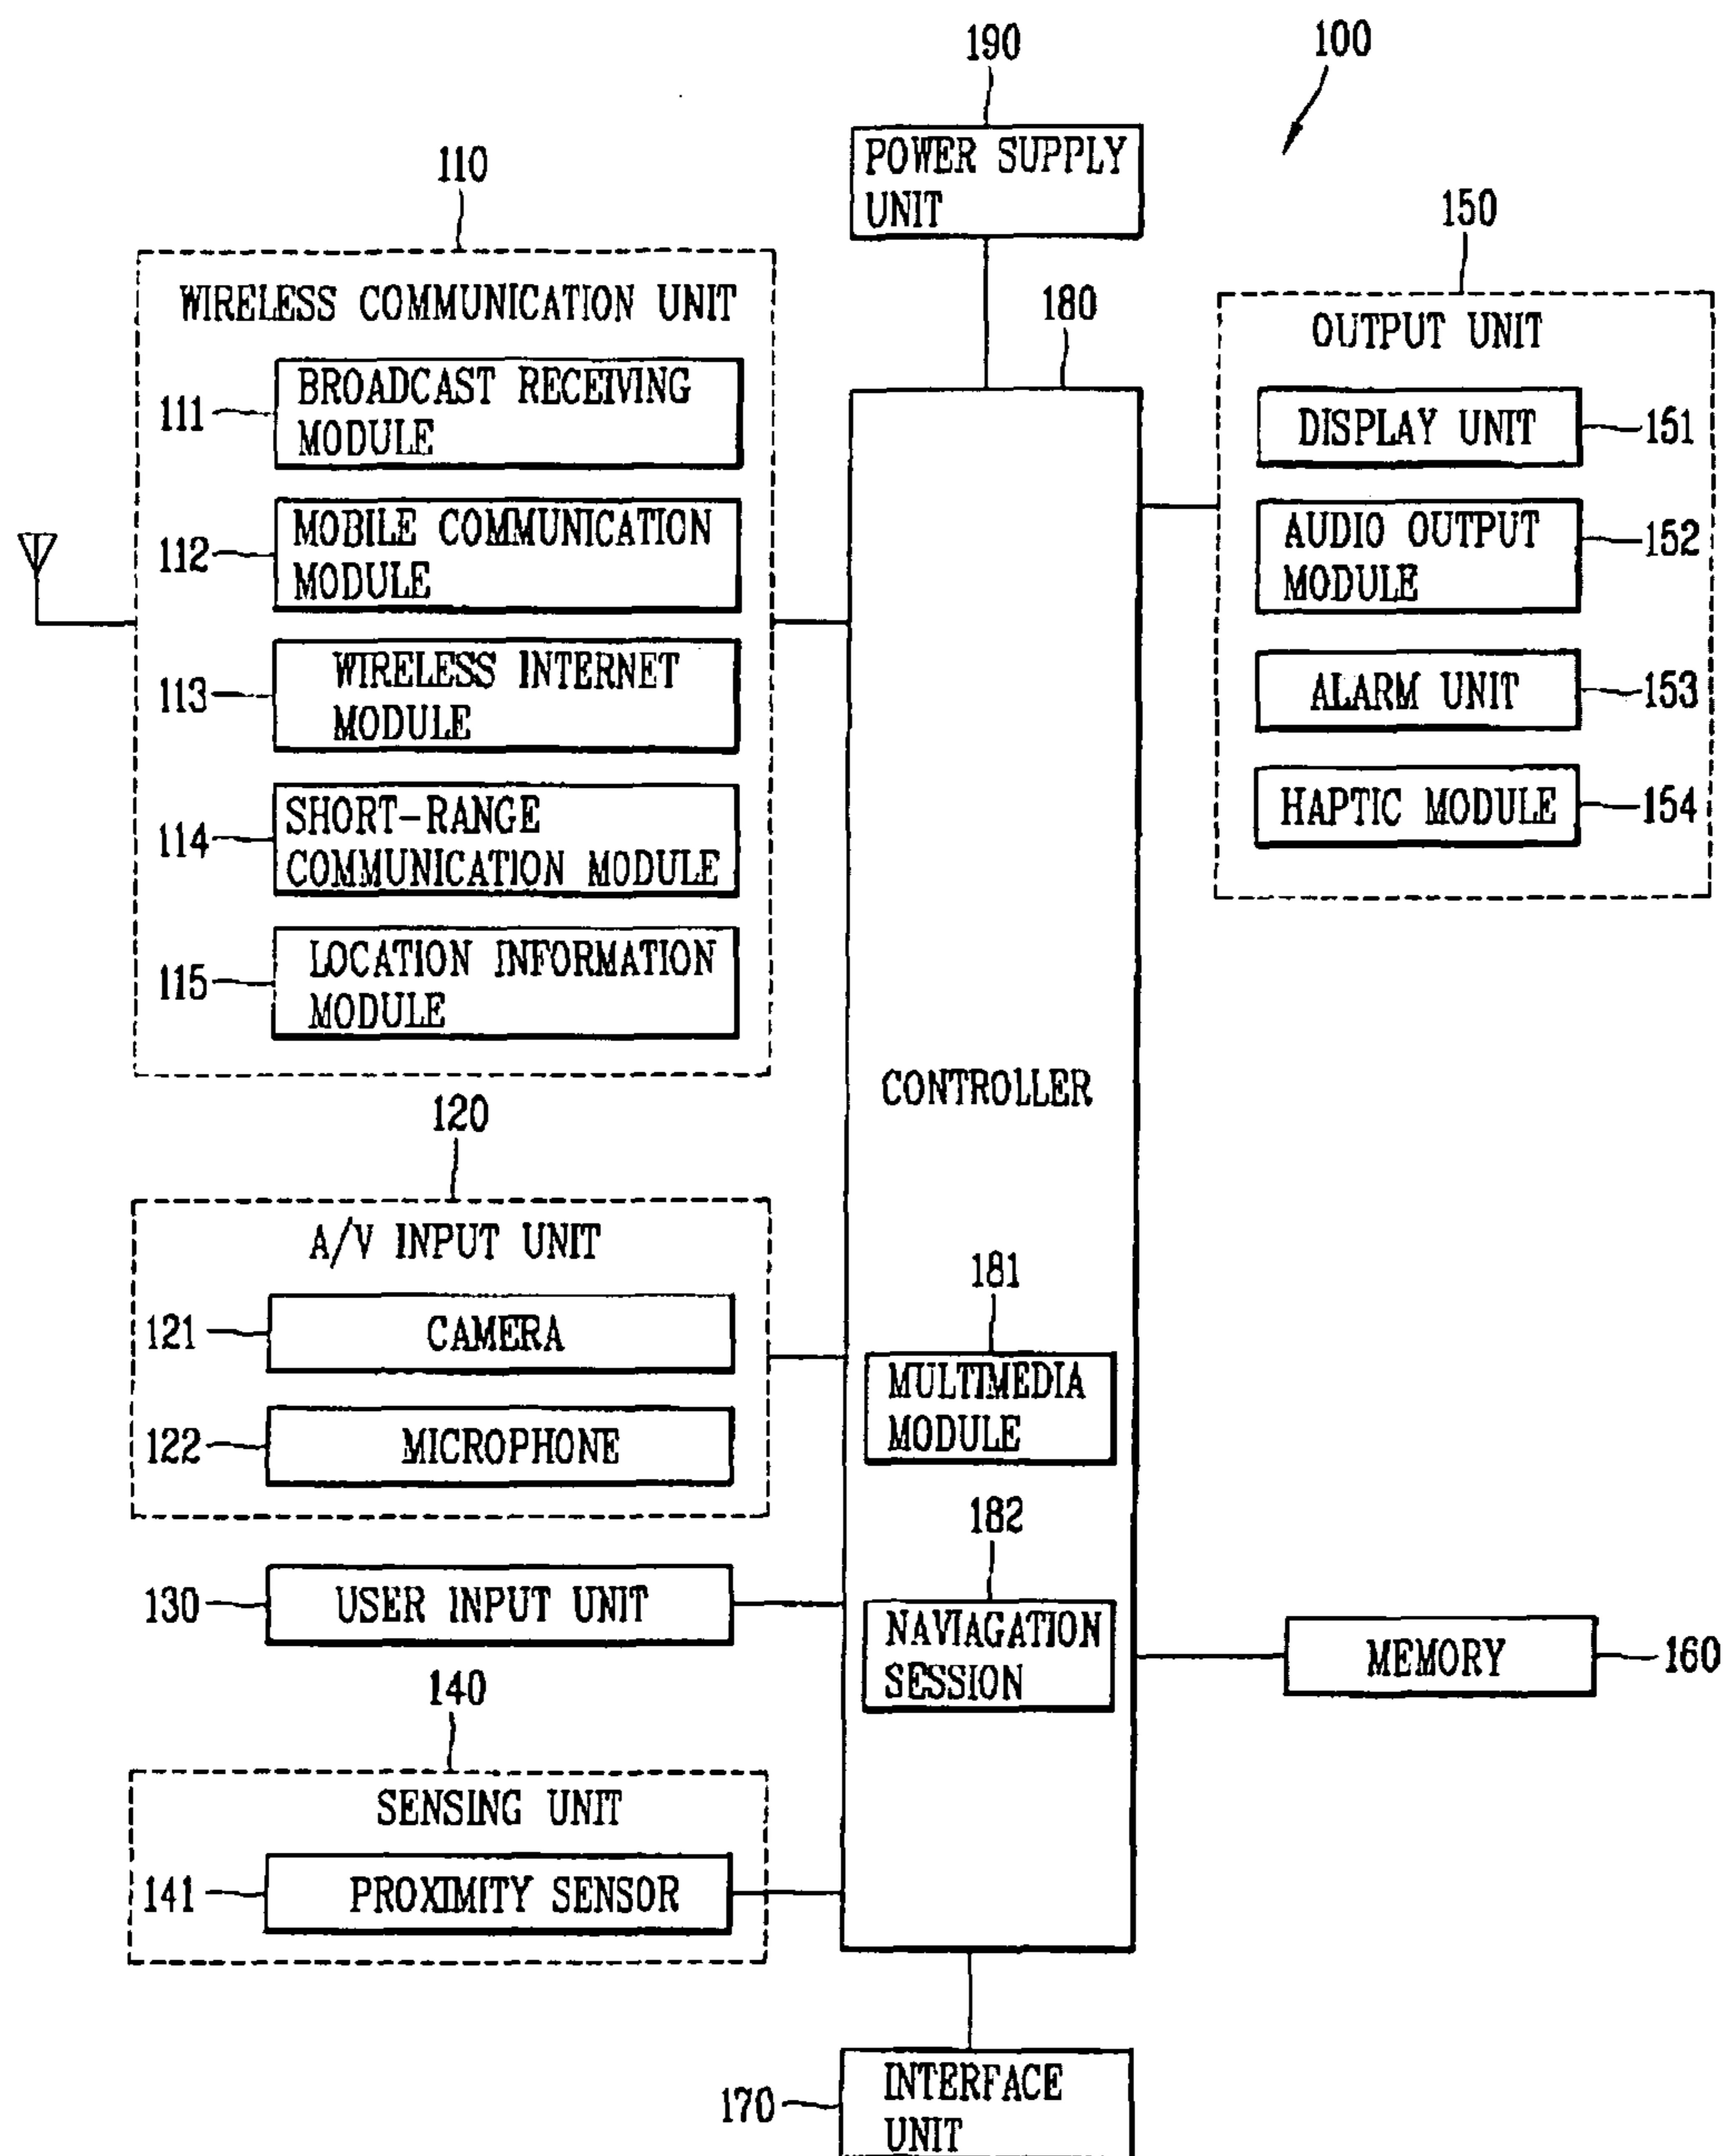 100
190
POWER SUPPLY
UNIT
110
WIRELESS COMMUNICATION UNIT
111
BROADCAST RECEIVING
MODULE
112
MOBILE COMMUNICATION
MODULE
113
WIRELESS INTERNET
MODULE
114
SHORT-RANGE
COMMUNICATION MODULE
115
LOCATION INFORMATION
MODULE
120
A/V INPUT UNIT
121
CAMERA
122
MICROPHONE
130
USER INPUT UNIT
140
SENSING UNIT
141
PROXIMITY SENSOR
180
CONTROLLER
181
MULTIMEDIA
MODULE
182
NAVIAGATION
SESSION
150
OUTPUT UNIT
DISPLAY UNIT
151
AUDIO OUTPUT
MODULE
152
ALARM UNIT
153
HAPTIC MODULE
154
MEMORY
160
170
INTERFACE
UNIT